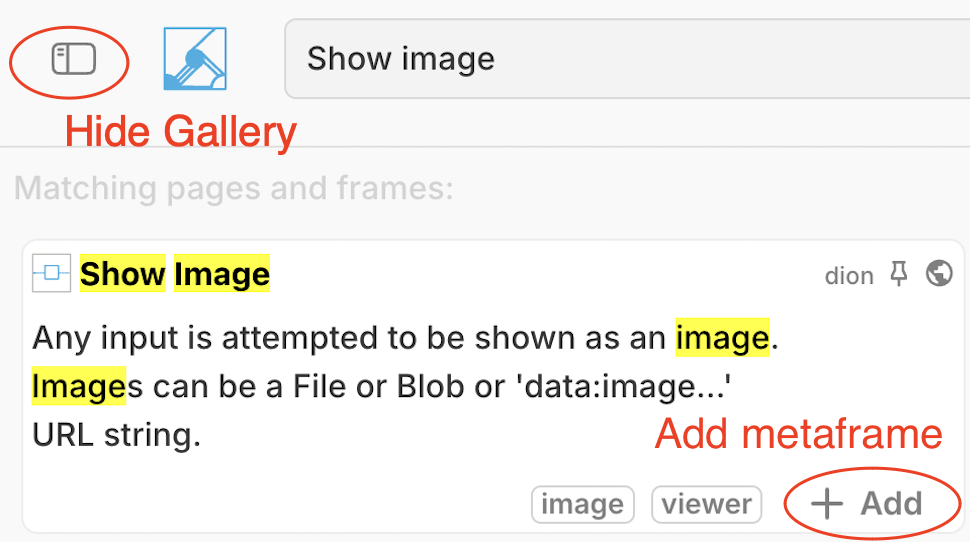 Show image
Hide Gallery
Matching pages and frames:
Show Image
dion
Any input is attempted to be shown as an image.
Images can be a File or Blob or 'data:image...'
URL string.
Add metaframe
image viewer + Add